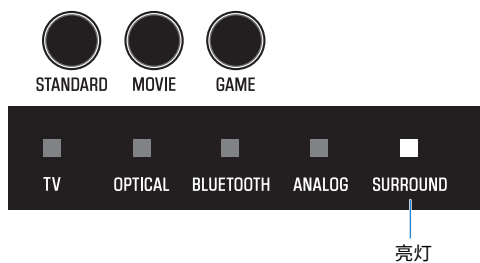 STANDARD MOVIE GAME
TV OPTICAL BLUETOOTH ANALOG SURROUND
亮灯